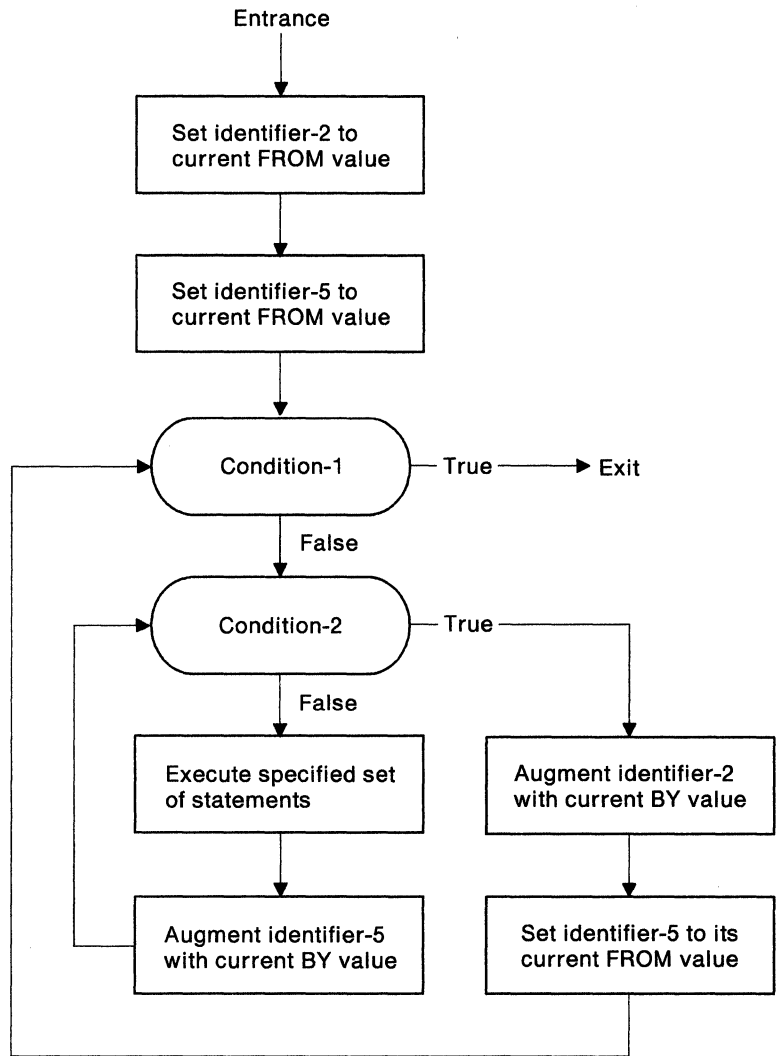 Entrance
Set identifier-2 to
current FROM value
Set identifier-5 to
current FROM value
Condition-1
True
Exit
False
Condition-2
True
False
Execute specified set
of statements
Augment identifier-2
with current BY value
Augment identifier-5
with current BY value
Set identifier-5 to its
current FROM value